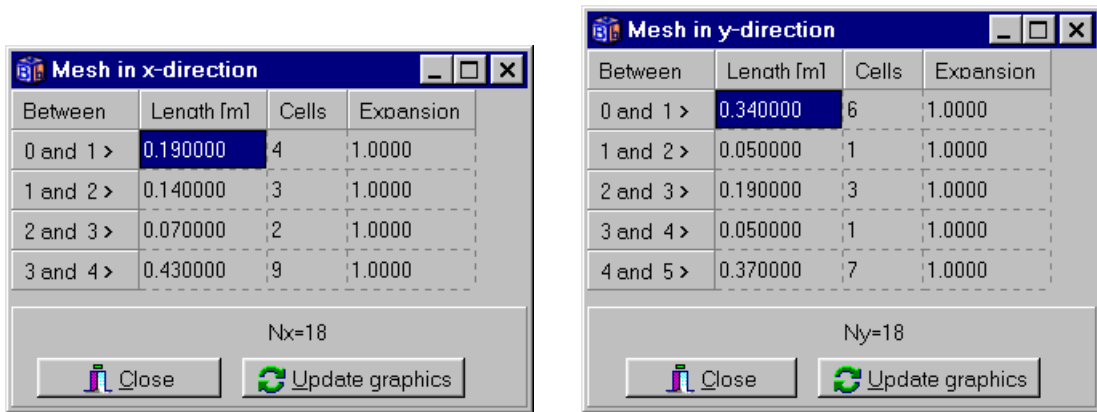 Mesh in x-direction
Between Length [m] Cells Expansion
0 and 1 > 0.190000 4 1.0000
1 and 2 > 0.140000 3 1.0000
2 and 3 > 0.070000 2 1.0000
3 and 4 > 0.430000 9 1.0000
Nx=18
Close Update graphics
Mesh in y-direction
Between Length [m] Cells Expansion
0 and 1 > 0.340000 6 1.0000
1 and 2 > 0.050000 1 1.0000
2 and 3 > 0.190000 3 1.0000
3 and 4 > 0.050000 1 1.0000
4 and 5 > 0.370000 7 1.0000
Ny=18
Close Update graphics